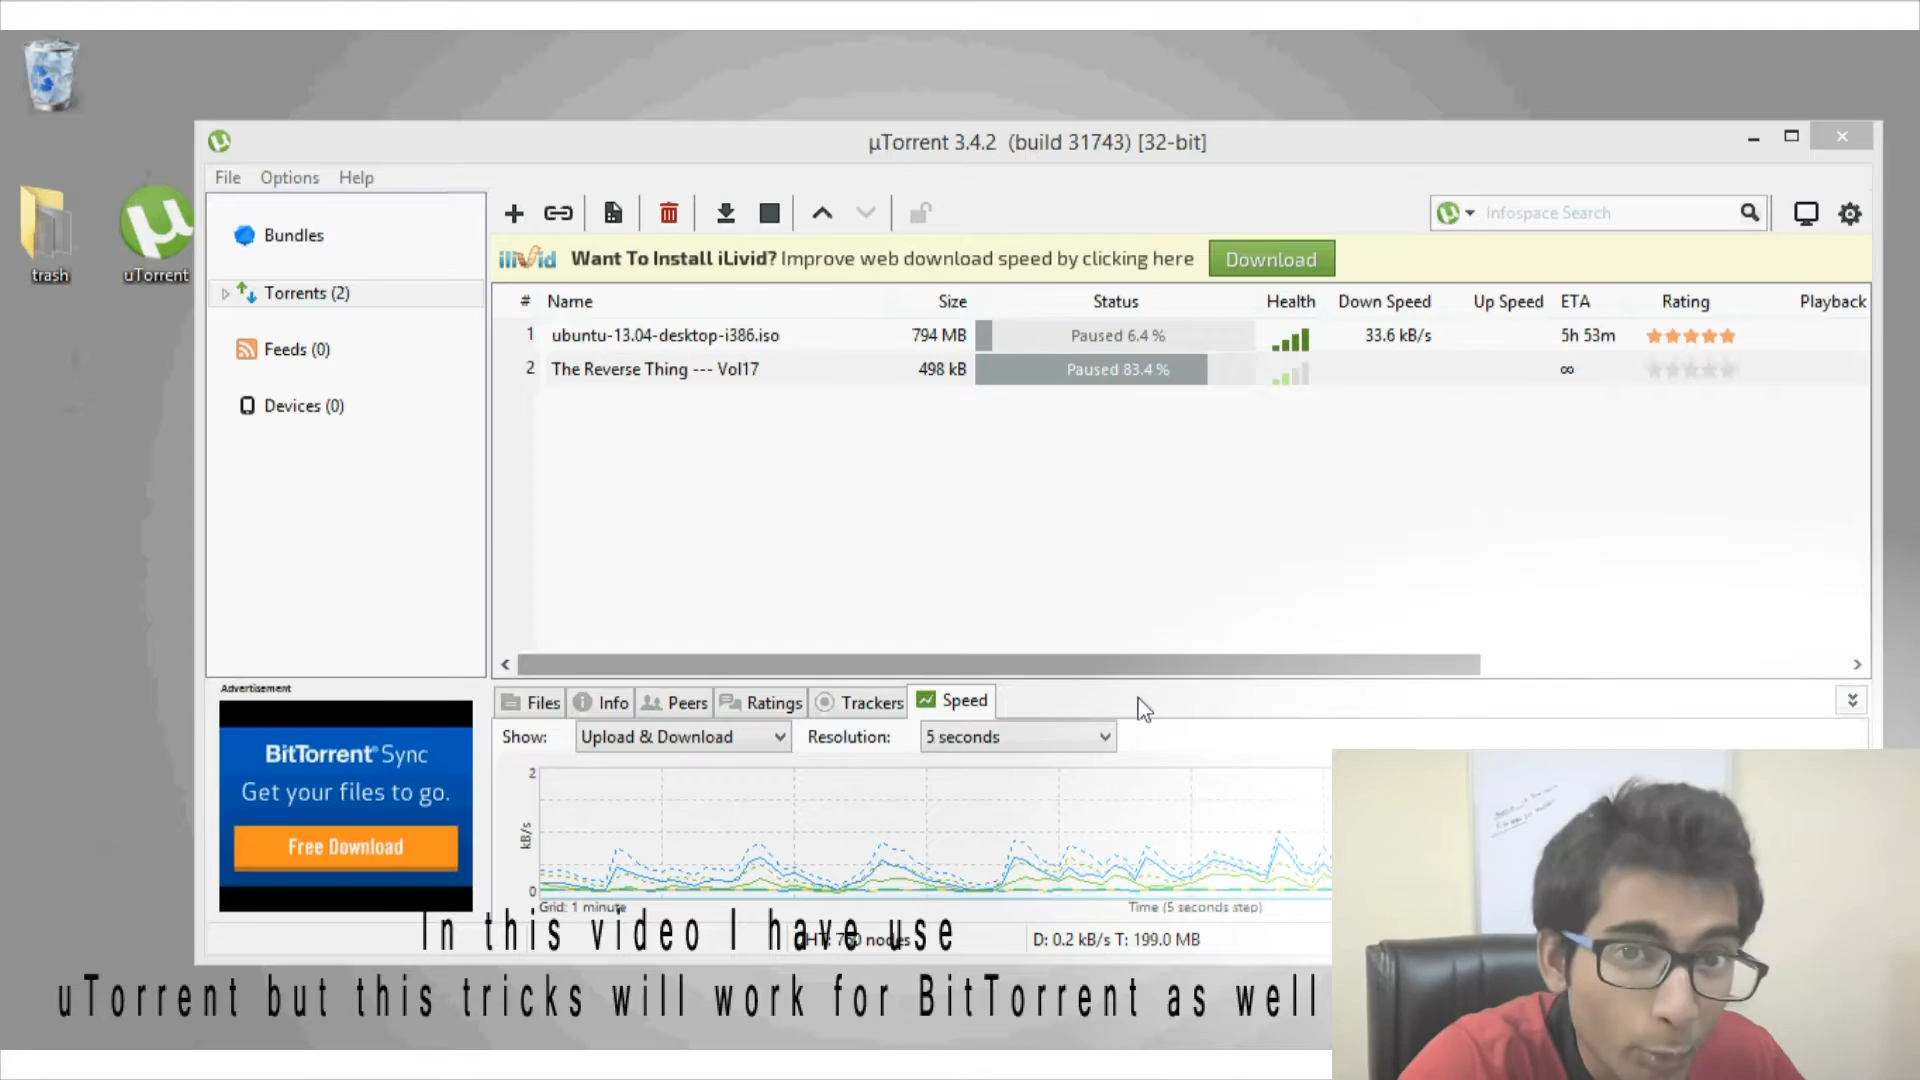 µTorrent 3.4.2 (build 31743) [32-bit]
File Options Help
Infospace Search
Bundles
ilivid Want To Install iLivid? Improve web download speed by clicking here Download
trash
uTorrent
Torrents (2)
Feeds (0)
Devices (0)
# Name Size Status Health Down Speed Up Speed ETA Rating Playback
1 ubuntu-13.04-desktop-i386.iso 794 MB Paused 6.4 % 33.6 kB/s 5h 53m
2 The Reverse Thing --- Vol17 498 kB Paused 83.4 % ∞
Advertisement
BitTorrent Sync
Get your files to go.
Free Download
Files Info Peers Ratings Trackers Speed
Show: Upload & Download Resolution: 5 seconds
2
kB/s
0
Grid: 1 minute Time (5 seconds step)
nodes D: 0.2 kB/s T: 199.0 MB
In this video I have use
uTorrent but this tricks will work for BitTorrent as well